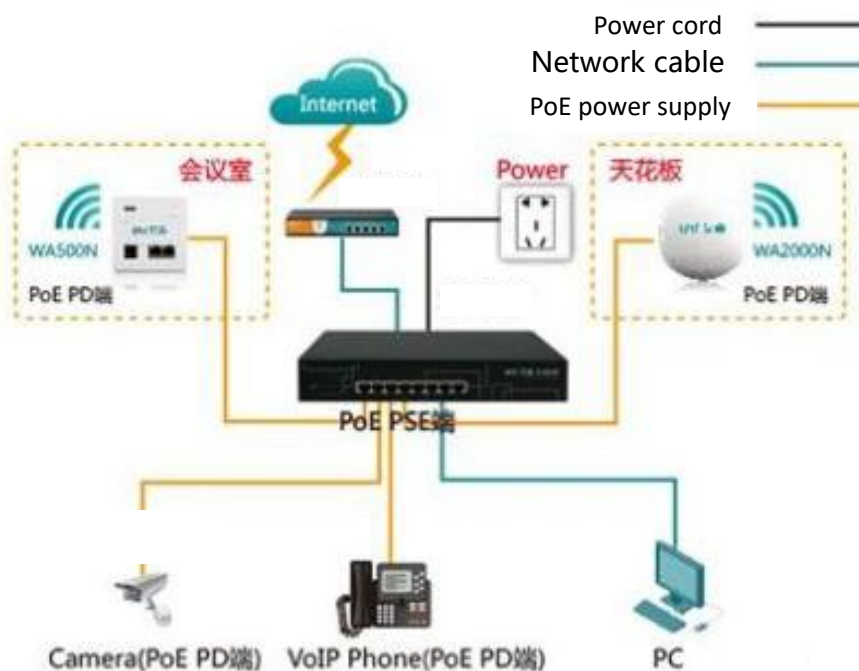 Power cord
Network cable
PoE power supply
Internet
会议室
Power
天花板
WA500N
WA2000N
PoE PD端
PoE PD端
PoE PSE端
Camera(PoE PD端)
VoIP Phone(PoE PD端)
PC